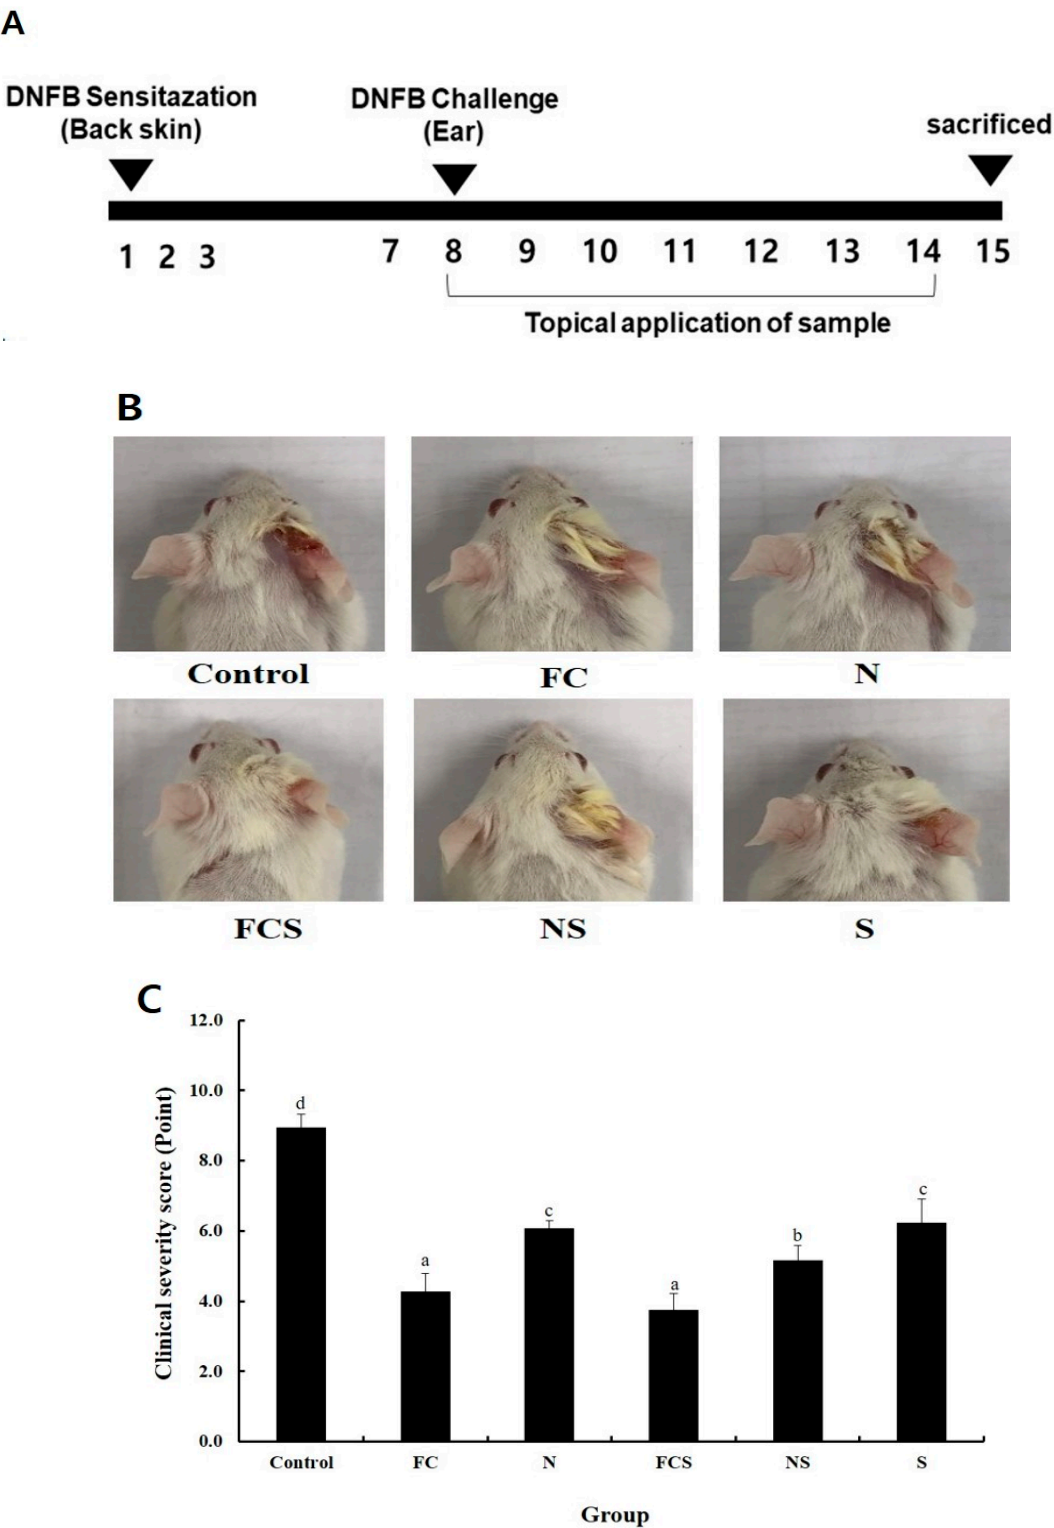 A
DNFB Sensitazation
(Back skin)
DNFB Challenge
(Ear)
sacrificed
1 2 3 7 8 9 10 11 12 13 14 15
Topical application of sample
B
Control FC N
FCS NS S
C
Clinical severity score (Point)
12.0
10.0
8.0
6.0
4.0
2.0
0.0
d a c a b c
Control FC N FCS NS S
Group